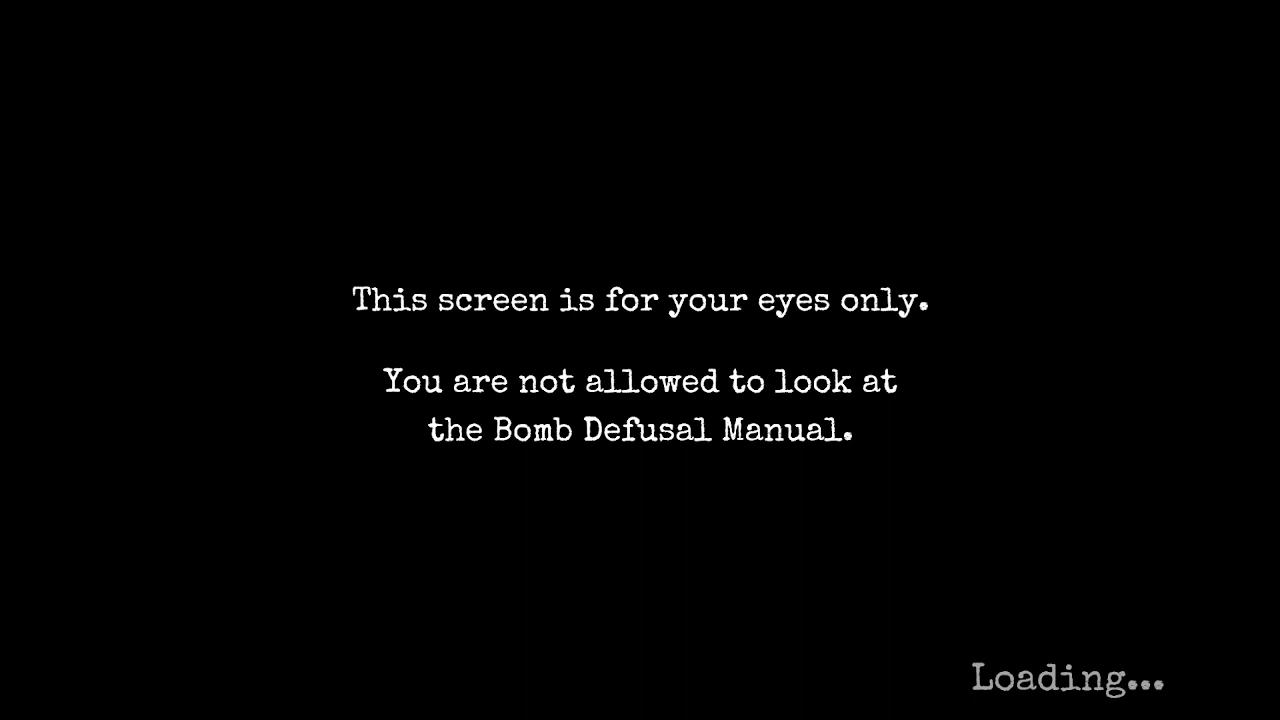 This screen is for your eyes only.
You are not allowed to look at
the Bomb Defusal Manual.
Loading...